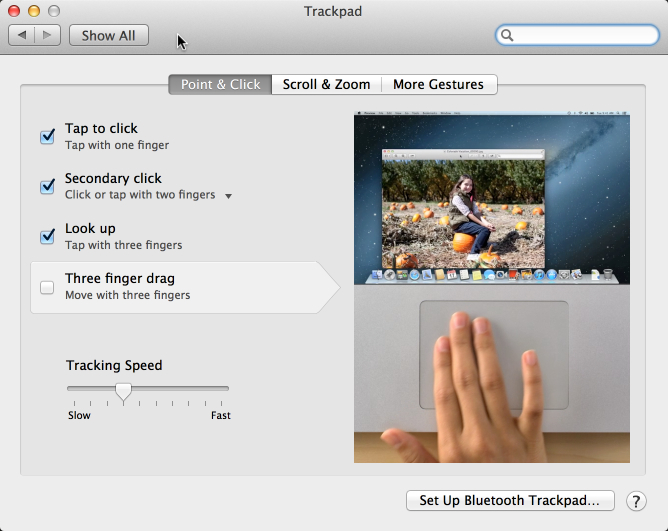 Trackpad
Show All
Point & Click
Scroll & Zoom
More Gestures
Tap to click
Tap with one finger
Secondary click
Click or tap with two fingers
Look up
Tap with three fingers
Three finger drag
Move with three fingers
Tracking Speed
Slow
Fast
Set Up Bluetooth Trackpad...
?